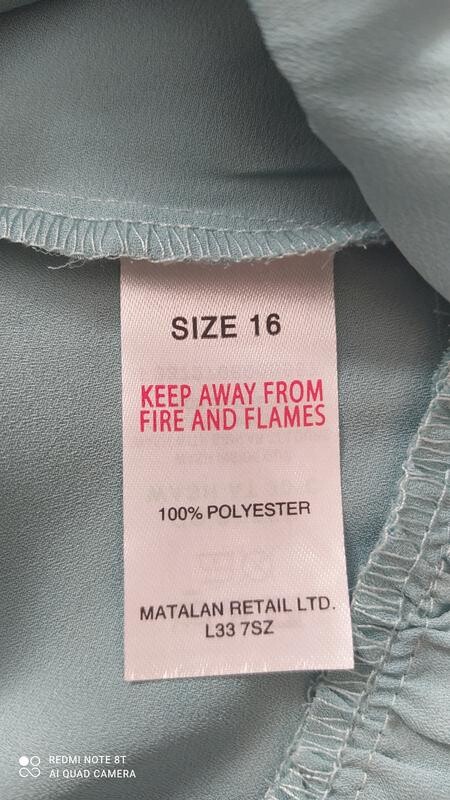 SIZE 16
KEEP AWAY FROM
FIRE AND FLAMES
100% POLYESTER
MATALAN RETAIL LTD.
L33 7SZ
REDMI NOTE 8T
AI QUAD CAMERA